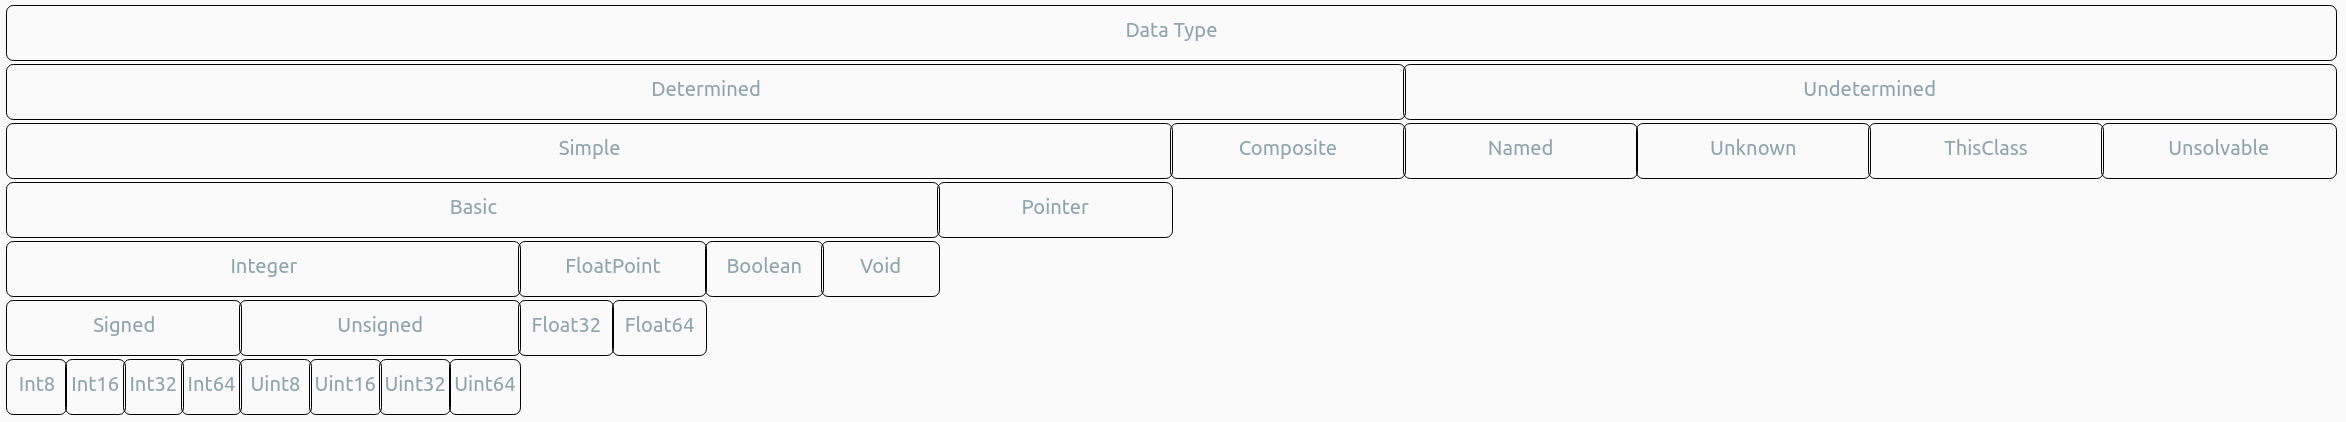 Data Type
Determined Undetermined
Simple Composite Named Unknown ThisClass Unsolvable
Basic Pointer
Integer FloatPoint Boolean Void
Signed Unsigned Float32 Float64
Int8 Int16 Int32 Int64 Uint8 Uint16 Uint32 Uint64